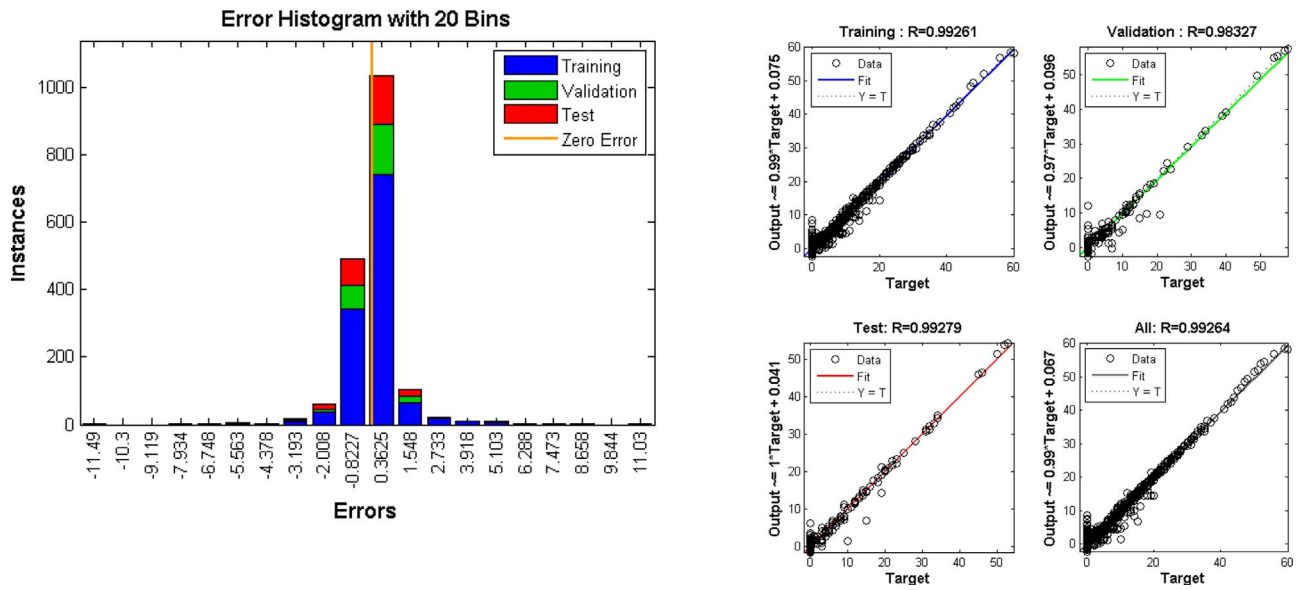 Error Histogram with 20 Bins
Instances
1000
800
600
400
200
0
Training
Validation
Test
Zero Error
-11.49
-10.3
-9.119
-7.934
-6.748
-5.563
-4.378
-3.193
-2.008
-0.8227
0.3625
1.548
2.733
3.918
5.103
6.288
7.473
8.658
9.844
11.03
Errors
Training : R=0.99261
Output ~= 0.99*Target + 0.075
60
50
40
30
20
10
0
Data
Fit
Y = T
0
20
40
60
Target
Validation : R=0.98327
Output ~= 0.97*Target + 0.096
50
40
30
20
10
0
Data
Fit
Y = T
0
20
40
Target
Test: R=0.99279
Output ~= 1*Target + 0.041
50
40
30
20
10
0
Data
Fit
Y = T
0
10
20
30
40
50
Target
All: R=0.99264
Output ~= 0.99*Target + 0.067
60
50
40
30
20
10
0
Data
Fit
Y = T
0
20
40
60
Target